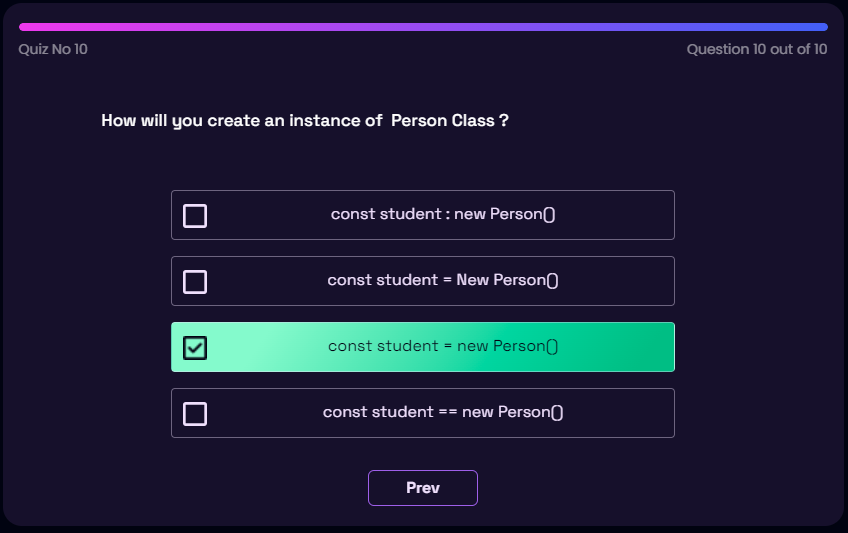 Quiz No 10
Question 10 out of 10
How will you create an instance of Person Class ?
const student : new Person()
const student = New Person()
const student = new Person()
const student == new Person()
Prev